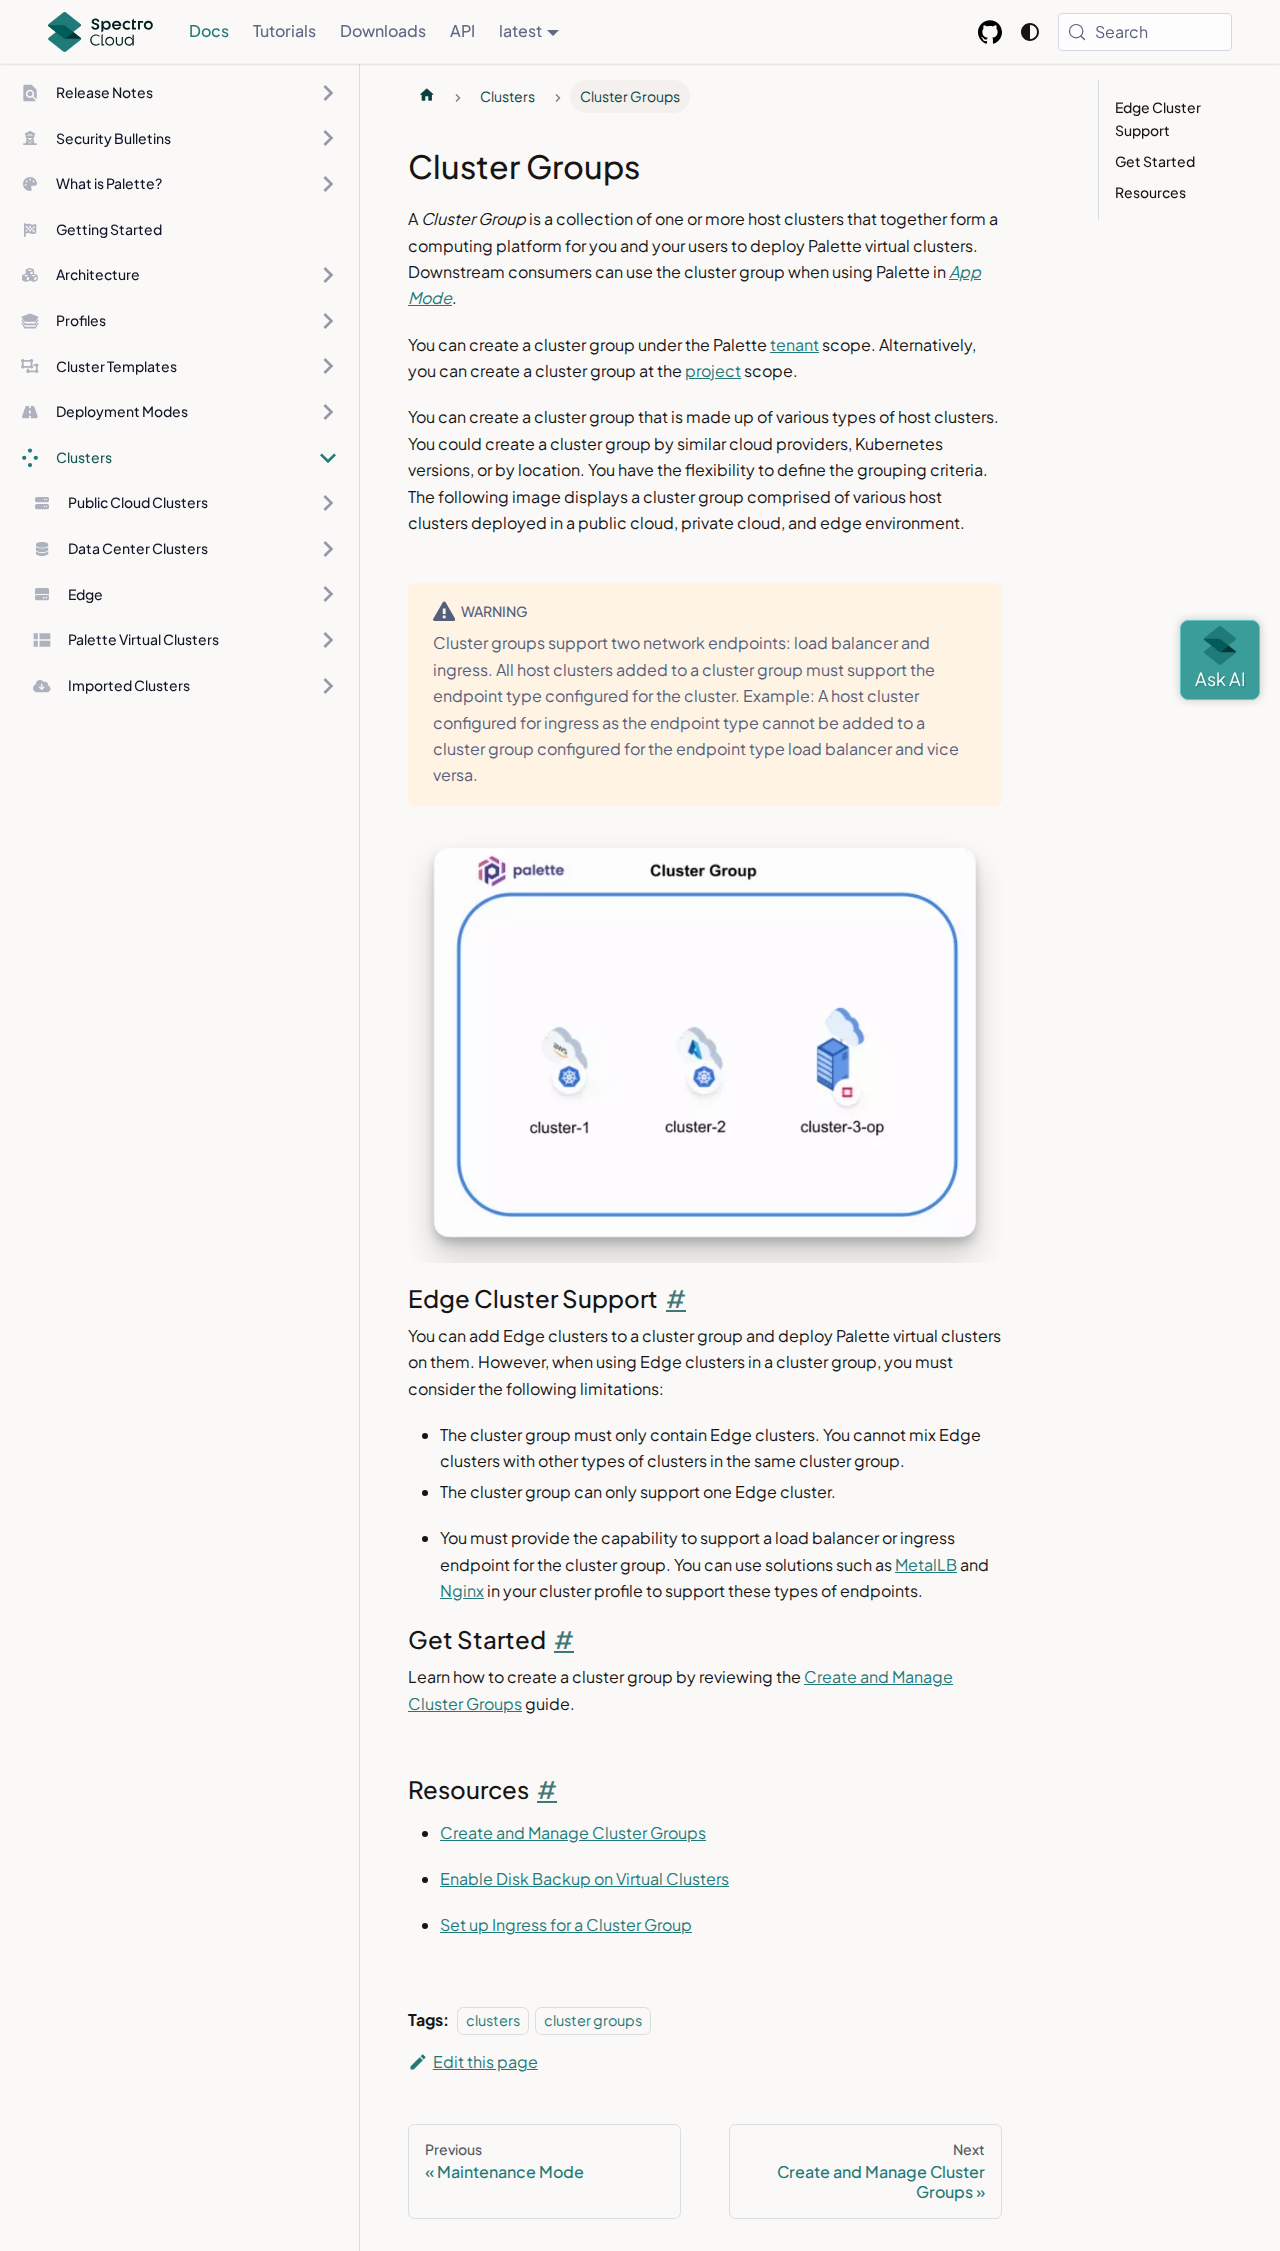 Spectro
Cloud
Docs
Tutorials
Downloads
API
latest
Search
Release Notes
Security Bulletins
What is Palette?
Getting Started
Architecture
Profiles
Cluster Templates
Deployment Modes
Clusters
Public Cloud Clusters
Data Center Clusters
Edge
Palette Virtual Clusters
Imported Clusters
Clusters
Cluster Groups
Cluster Groups
A Cluster Group is a collection of one or more host clusters that together form a
computing platform for you and your users to deploy Palette virtual clusters.
Downstream consumers can use the cluster group when using Palette in App
Mode.
You can create a cluster group under the Palette tenant scope. Alternatively,
you can create a cluster group at the project scope.
You can create a cluster group that is made up of various types of host clusters.
You could create a cluster group by similar cloud providers, Kubernetes
versions, or by location. You have the flexibility to define the grouping criteria.
The following image displays a cluster group comprised of various host
clusters deployed in a public cloud, private cloud, and edge environment.
WARNING
Cluster groups support two network endpoints: load balancer and
ingress. All host clusters added to a cluster group must support the
endpoint type configured for the cluster. Example: A host cluster
configured for ingress as the endpoint type cannot be added to a
cluster group configured for the endpoint type load balancer and vice
versa.
palette
Cluster Group
aws
cluster-1
cluster-2
cluster-3-op
Edge Cluster Support #
You can add Edge clusters to a cluster group and deploy Palette virtual clusters
on them. However, when using Edge clusters in a cluster group, you must
consider the following limitations:
• The cluster group must only contain Edge clusters. You cannot mix Edge
clusters with other types of clusters in the same cluster group.
• The cluster group can only support one Edge cluster.
• You must provide the capability to support a load balancer or ingress
endpoint for the cluster group. You can use solutions such as MetalLB and
Nginx in your cluster profile to support these types of endpoints.
Get Started #
Learn how to create a cluster group by reviewing the Create and Manage
Cluster Groups guide.
Resources #
• Create and Manage Cluster Groups
• Enable Disk Backup on Virtual Clusters
• Set up Ingress for a Cluster Group
Tags: clusters cluster groups
Edit this page
Previous
« Maintenance Mode
Next
Create and Manage Cluster
Groups »
Edge Cluster
Support
Get Started
Resources
Ask AI